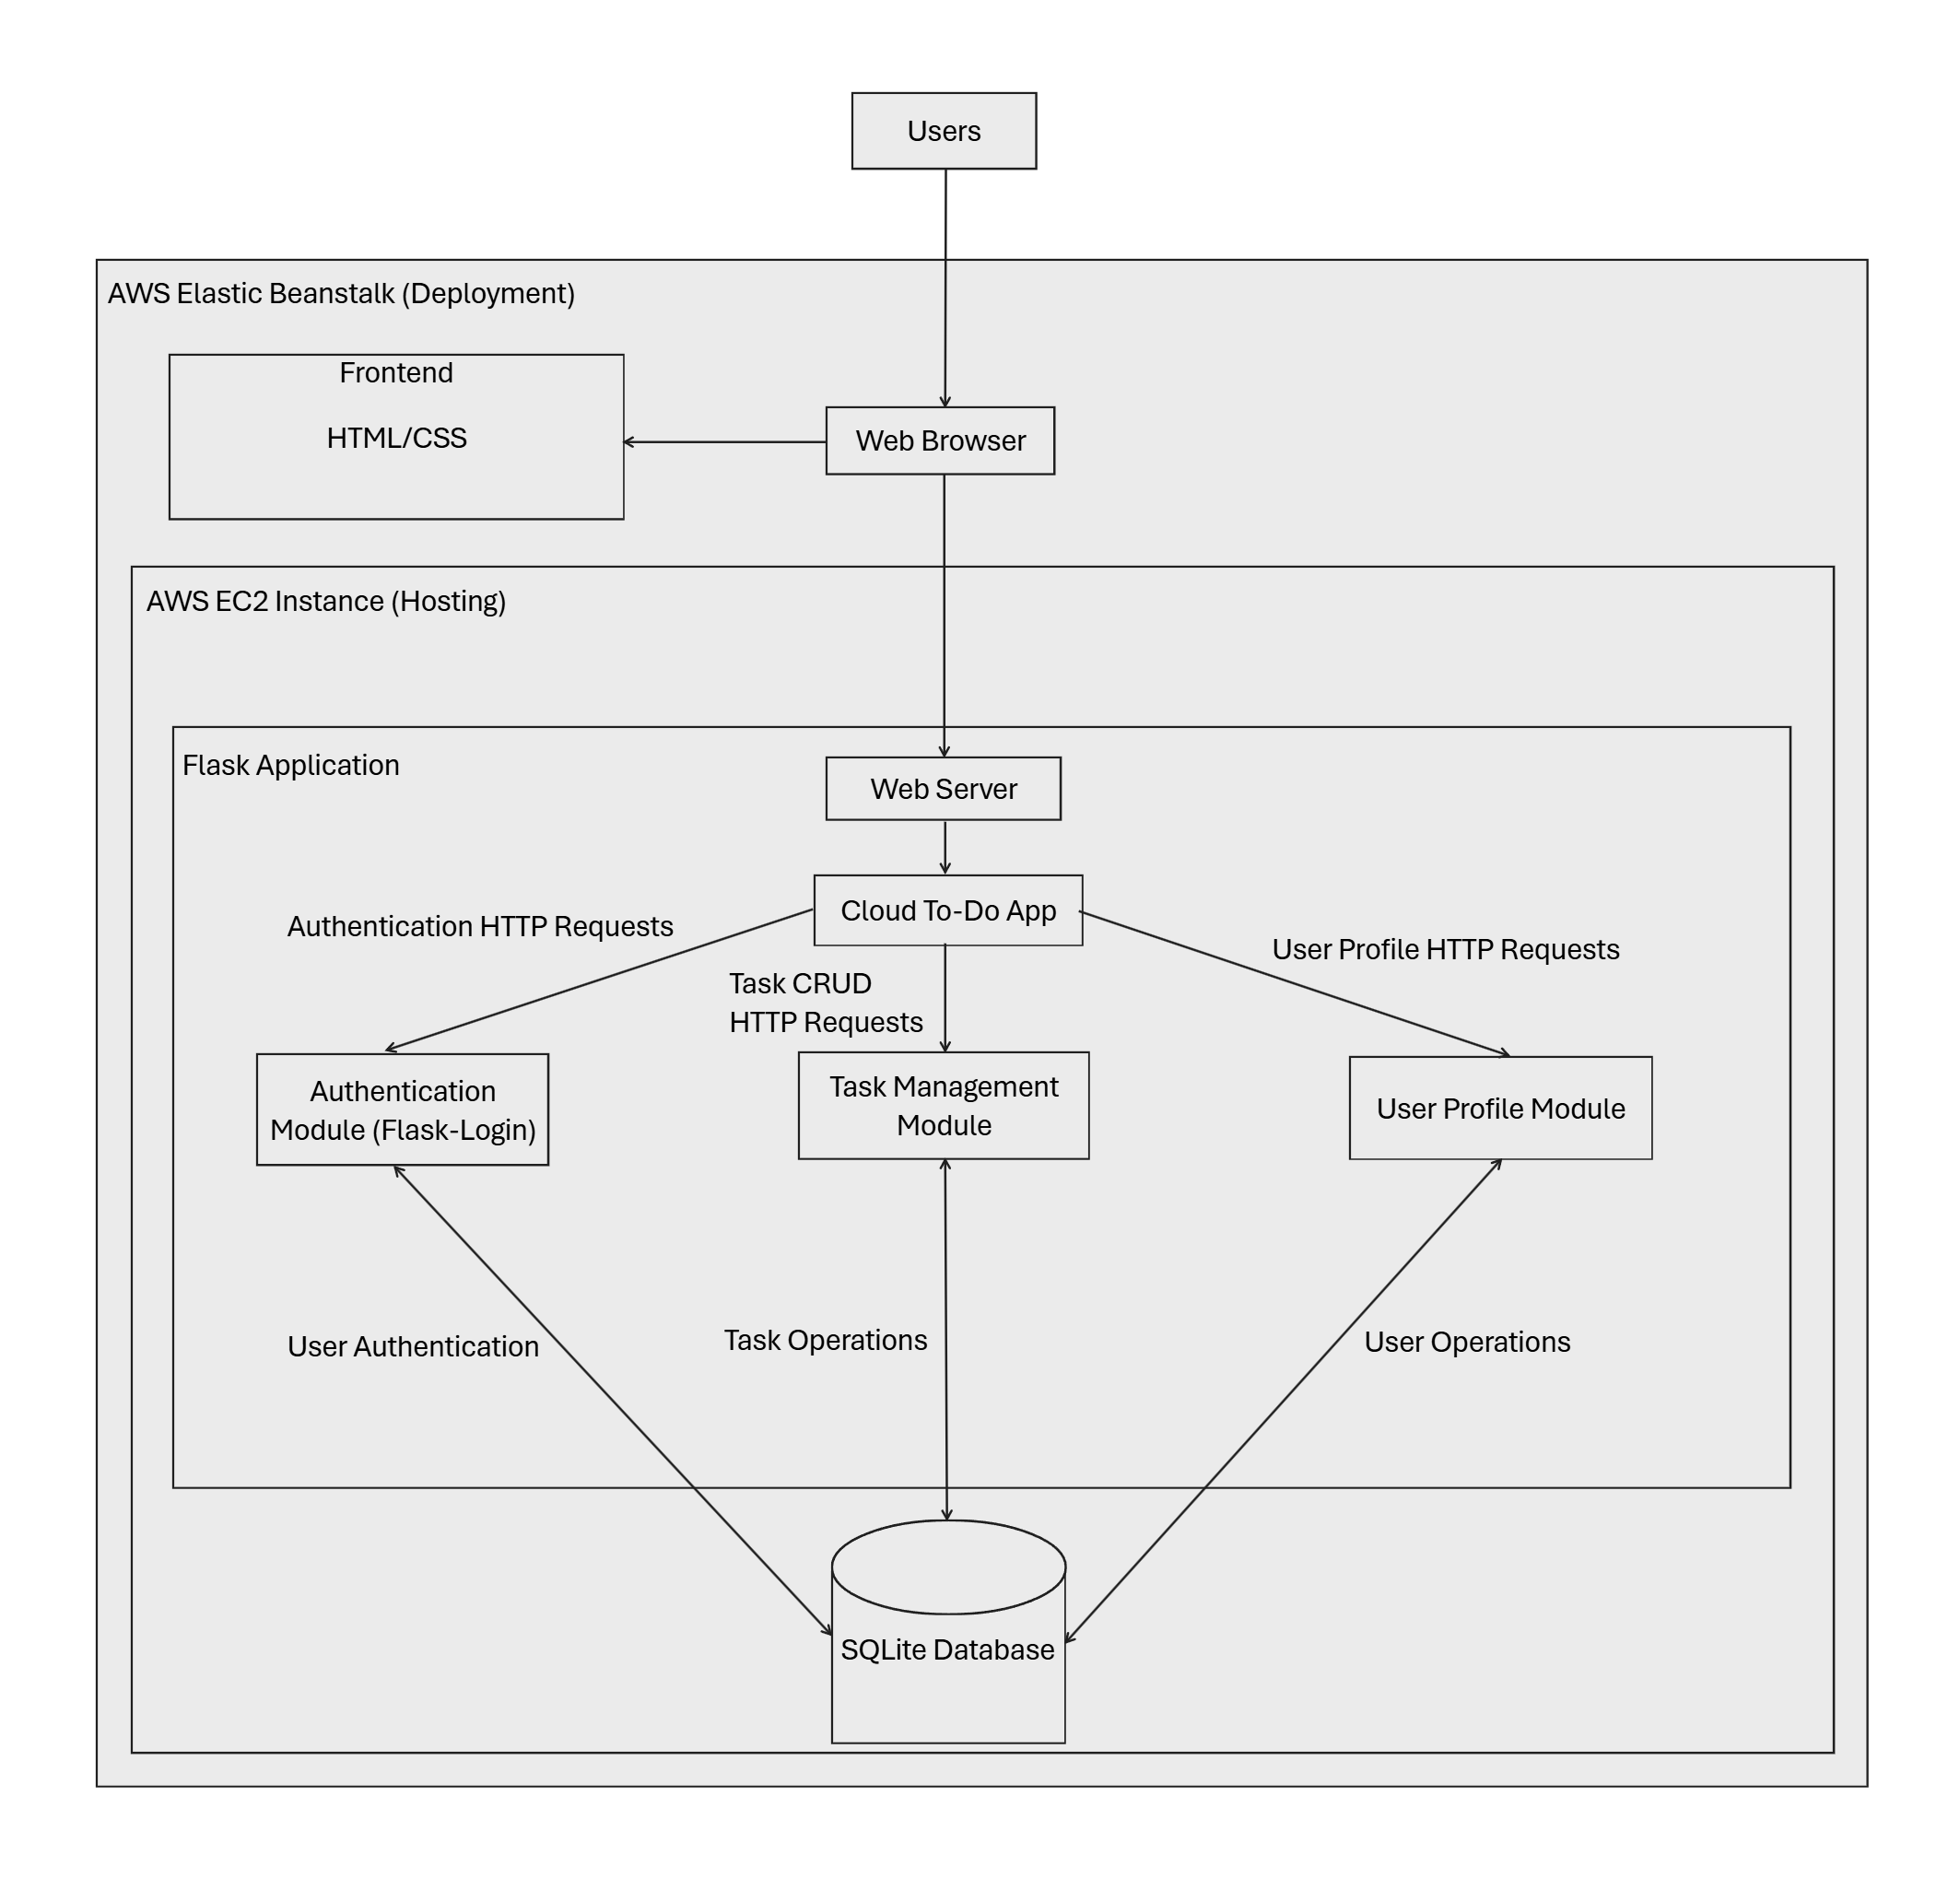 Users
AWS Elastic Beanstalk (Deployment)
Frontend
HTML/CSS
Web Browser
AWS EC2 Instance (Hosting)
Flask Application
Web Server
Cloud To-Do App
Authentication HTTP Requests
Task CRUD
HTTP Requests
User Profile HTTP Requests
Authentication
Module (Flask-Login)
Task Management
Module
User Profile Module
User Authentication
Task Operations
User Operations
SQLite Database